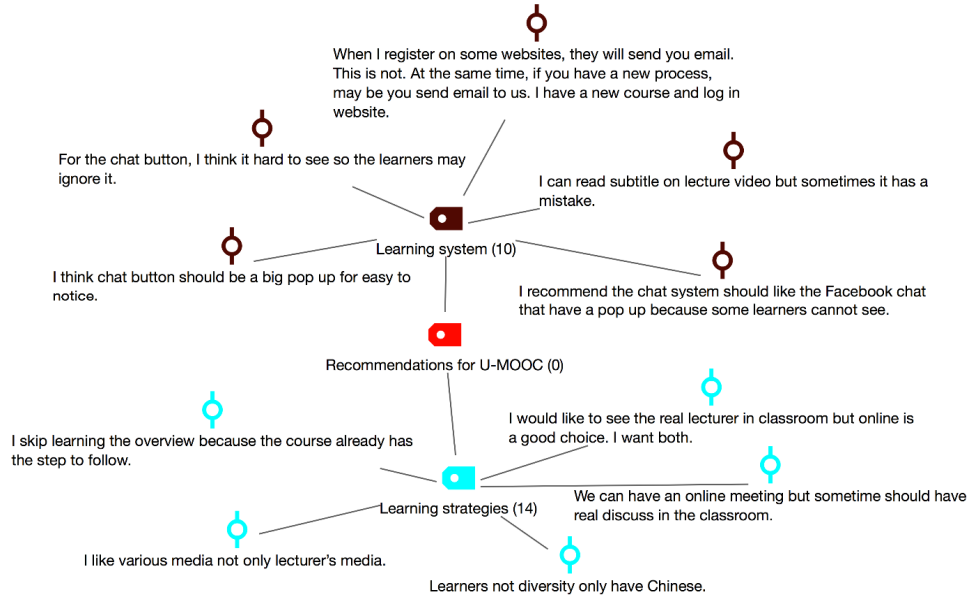 When I register on some websites, they will send you email.
This is not. At the same time, if you have a new process,
may be you send email to us. I have a new course and log in
website.
For the chat button, I think it hard to see so the learners may
ignore it.
I can read subtitle on lecture video but sometimes it has a
mistake.
Learning system (10)
I think chat button should be a big pop up for easy to
notice.
I recommend the chat system should like the Facebook chat
that have a pop up because some learners cannot see.
Recommendations for U-MOOC (0)
I would like to see the real lecturer in classroom but online is
a good choice. I want both.
I skip learning the overview because the course already has
the step to follow.
We can have an online meeting but sometime should have
real discuss in the classroom.
Learning strategies (14)
I like various media not only lecturer's media.
Learners not diversity only have Chinese.